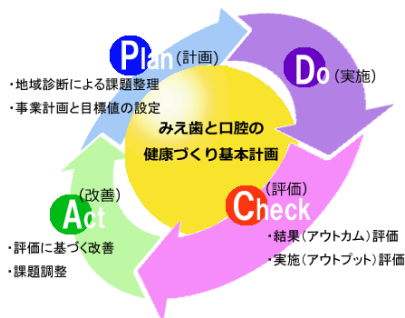 Plan(計画)
・地域診断による課題整理
・事業計画と目標値の設定
Do(実施)
みえ歯と口腔の
健康づくり基本計画
Check(評価)
・結果(アウトカム)評価
・実施(アウトプット)評価
Act(改善)
・評価に基づく改善
・課題調整